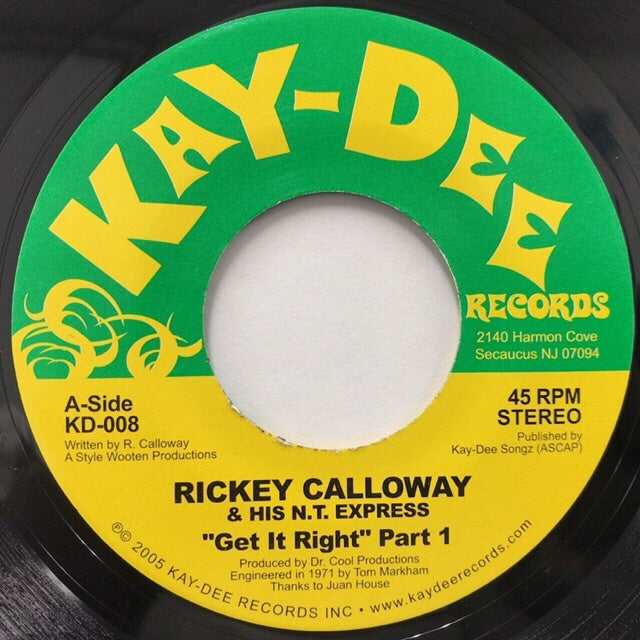 KAY-DEE
RECORDS
2140 Harmon Cove
Secaucus NJ 07094
A-Side
KD-008
Written by R. Calloway
A Style Wooten Productions
45 RPM
STEREO
Published by
Kay-Dee Songz (ASCAP)
RICKEY CALLOWAY
& HIS N.T. EXPRESS
"Get It Right" Part 1
Produced by Dr. Cool Productions
Engineered in 1971 by Tom Markham
Thanks to Juan House
℗© 2005 KAY-DEE RECORDS INC • www.kaydeerecords.com